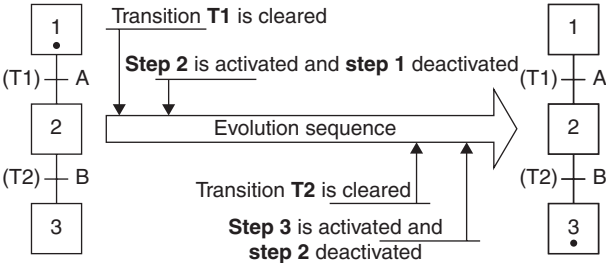 1
Transition T1 is cleared
1
(T1) A
Step 2 is activated and step 1 deactivated
(T1) A
2
Evolution sequence
2
(T2) B
Transition T2 is cleared
(T2) B
3
Step 3 is activated and
step 2 deactivated
3